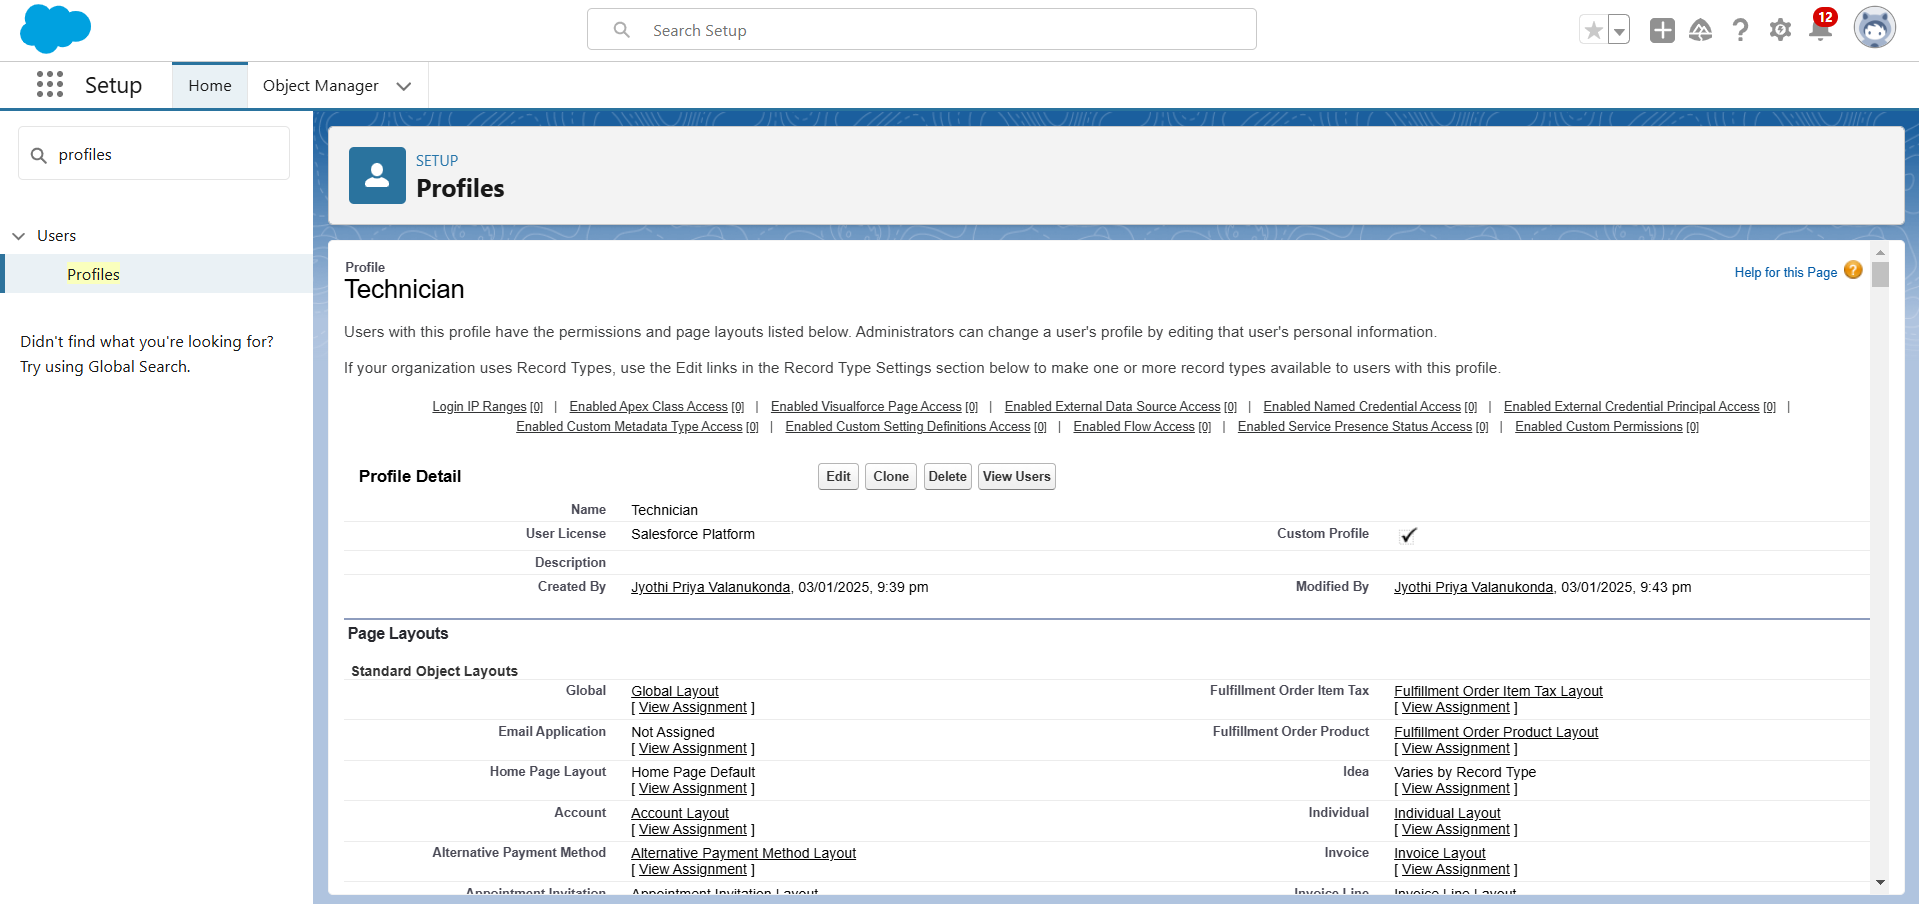 Search Setup
12
Setup
Home
Object Manager
profiles
Users
Profiles
Didn't find what you're looking for?
Try using Global Search.
SETUP
Profiles
Profile
Technician
Help for this Page ?
Users with this profile have the permissions and page layouts listed below. Administrators can change a user's profile by editing that user's personal information.
If your organization uses Record Types, use the Edit links in the Record Type Settings section below to make one or more record types available to users with this profile.
Login IP Ranges [0] | Enabled Apex Class Access [0] | Enabled Visualforce Page Access [0] | Enabled External Data Source Access [0] | Enabled Named Credential Access [0] | Enabled External Credential Principal Access [0] |
Enabled Custom Metadata Type Access [0] | Enabled Custom Setting Definitions Access [0] | Enabled Flow Access [0] | Enabled Service Presence Status Access [0] | Enabled Custom Permissions [0]
Profile Detail
Edit Clone Delete View Users
Name Technician
User License Salesforce Platform Custom Profile
Description
Created By Jyothi Priya Valanukonda, 03/01/2025, 9:39 pm Modified By Jyothi Priya Valanukonda, 03/01/2025, 9:43 pm
Page Layouts
Standard Object Layouts
Global Global Layout Fulfillment Order Item Tax Fulfillment Order Item Tax Layout
[ View Assignment ] [ View Assignment ]
Email Application Not Assigned Fulfillment Order Product Fulfillment Order Product Layout
[ View Assignment ] [ View Assignment ]
Home Page Layout Home Page Default Idea Varies by Record Type
[ View Assignment ] [ View Assignment ]
Account Account Layout Individual Individual Layout
[ View Assignment ] [ View Assignment ]
Alternative Payment Method Alternative Payment Method Layout Invoice Invoice Layout
[ View Assignment ] [ View Assignment ]
Appointment Invitation Appointment Invitation Layout Invoice Line Invoice Line Layout